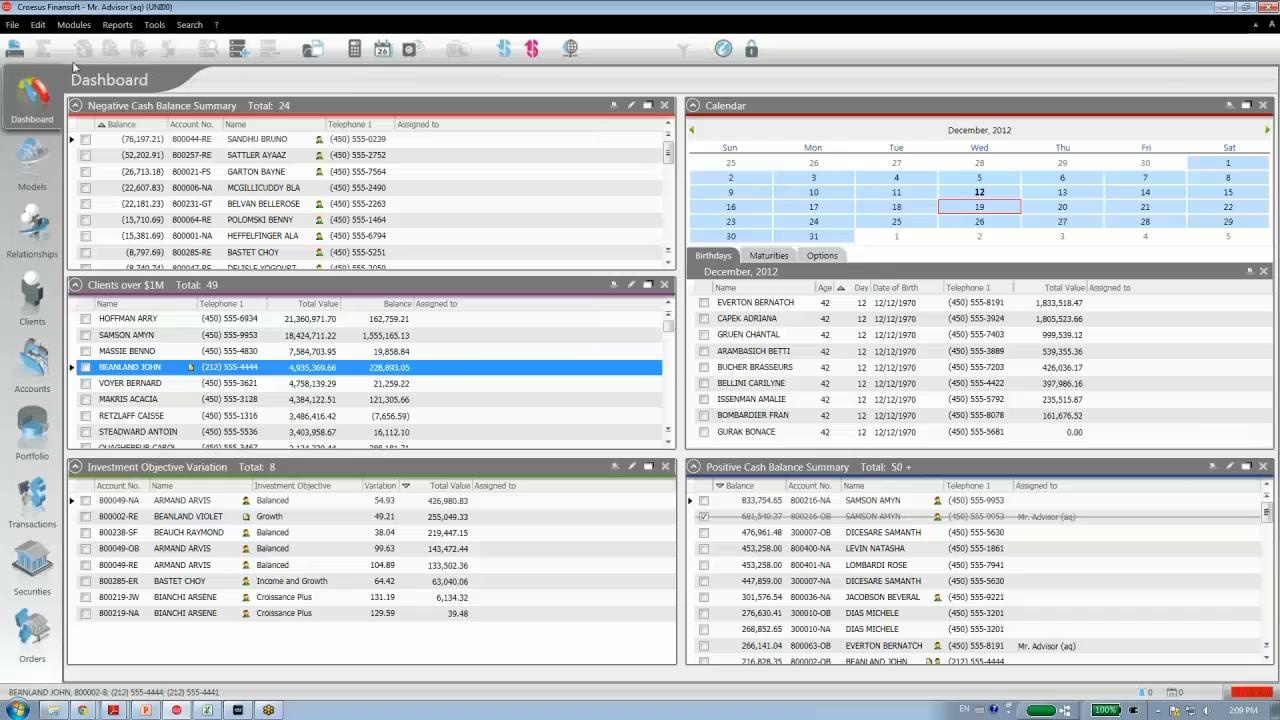 Croesus Finansoft - Mr. Advisor (aq) (UNI00)
File Edit Modules Reports Tools Search ?
Dashboard
Dashboard
Models
Relationships
Clients
Accounts
Portfolio
Transactions
Securities
Orders
Negative Cash Balance Summary Total: 24
Balance Account No. Name Telephone 1 Assigned to
(76,197.21) 800044-RE SANDHU BRUNO (450) 555-0239
(52,202.91) 800257-RE SATTLER AYAAZ (450) 555-2752
(26,713.18) 800021-FS GARTON BAYNE (450) 555-7564
(22,607.83) 800006-NA MCGILLICUDDY BLA (450) 555-2490
(22,181.23) 800231-GT BELVAN BELLEROSE (450) 555-2263
(15,710.69) 800064-RE POLOMSKI BENNY (450) 555-1464
(15,381.69) 800001-NA HEFFELFINGER ALA (450) 555-6794
(8,797.69) 800285-RE BASTET CHOY (450) 555-5251
(8,740.74) 800047-RE DELISLE YOGOURT (450) 555-2059
Clients over $1M Total: 49
Name Telephone 1 Total Value Balance Assigned to
HOFFMAN ARRY (450) 555-6934 21,360,971.70 162,759.21
SAMSON AMYN (450) 555-9953 18,424,711.22 1,555,165.13
MASSIE BENNO (450) 555-4830 7,584,703.95 19,858.84
BEANLAND JOHN (212) 555-4444 4,935,369.66 228,893.05
VOYER BERNARD (450) 555-3621 4,758,139.29 21,259.22
MAKRIS ACACIA (450) 555-3128 4,384,122.51 121,305.66
RETZLAFF CAISSE (450) 555-1316 3,486,416.42 (7,656.59)
STEADWARD ANTOIN (450) 555-5536 3,403,958.67 16,112.10
Investment Objective Variation Total: 8
Account No. Name Investment Objective Variation Total Value Assigned to
800049-NA ARMAND ARVIS Balanced 54.93 426,980.83
800002-RE BEANLAND VIOLET Growth 49.21 255,049.33
800238-SF BEAUCH RAYMOND Balanced 38.04 219,447.15
800049-OB ARMAND ARVIS Balanced 99.63 143,472.44
800049-RE ARMAND ARVIS Balanced 104.89 133,502.36
800285-ER BASTET CHOY Income and Growth 64.42 63,040.06
800219-JW BIANCHI ARSENE Croissance Plus 131.19 6,134.32
800219-NA BIANCHI ARSENE Croissance Plus 129.59 39.48
Calendar
December, 2012
Sun Mon Tue Wed Thu Fri Sat
25 26 27 28 29 30 1
2 3 4 5 6 7 8
9 10 11 12 13 14 15
16 17 18 19 20 21 22
23 24 25 26 27 28 29
30 31 1 2 3 4 5
Birthdays Maturities Options
December, 2012
Name Age Day Date of Birth Telephone 1 Total Value Assigned to
EVERTON BERNATCH 42 12 12/12/1970 (450) 555-8191 1,833,518.47
CAPEK ADRIANA 42 12 12/12/1970 (450) 555-3924 1,805,523.66
GRUEN CHANTAL 42 12 12/12/1970 (450) 555-7403 999,539.12
ARAMBASICH BETTI 42 12 12/12/1970 (450) 555-3889 539,355.36
BUCHER BRASSEURS 42 12 12/12/1970 (450) 555-7203 426,036.17
BELLINI CARILYNE 42 12 12/12/1970 (450) 555-4422 397,986.16
ISSENMAN AMALIE 42 12 12/12/1970 (450) 555-5792 235,515.87
BOMBARDIER FRAN 42 12 12/12/1970 (450) 555-8078 161,676.52
GURAK BONACE 42 12 12/12/1970 (450) 555-5681 0.00
Positive Cash Balance Summary Total: 50 +
Balance Account No. Name Telephone 1 Assigned to
833,754.65 800216-NA SAMSON AMYN (450) 555-9953
681,540.37 800216-OB SAMSON AMYN (450) 555-9953 Mr. Advisor (aq)
476,961.48 300007-OB DICESARE SAMANTH (450) 555-5630
453,258.00 800400-NA LEVIN NATASHA (450) 555-1861
453,258.00 800401-NA LOMBARDI ROSE (450) 555-7941
447,859.00 300007-NA DICESARE SAMANTH (450) 555-5630
301,576.54 800036-NA JACOBSON BEVERAL (450) 555-9221
276,630.41 300010-OB DIAS MICHELE (450) 555-3201
268,852.65 300010-NA DIAS MICHELE (450) 555-3201
266,141.04 800063-OB EVERTON BERNATCH (450) 555-8191 Mr. Advisor (aq)
216,828.35 800002-OB BEANLAND JOHN (212) 555-4444
BEANLAND JOHN, 800002-B, (212) 555-4444, (212) 555-4441
0 0
EN 100% 2:09 PM